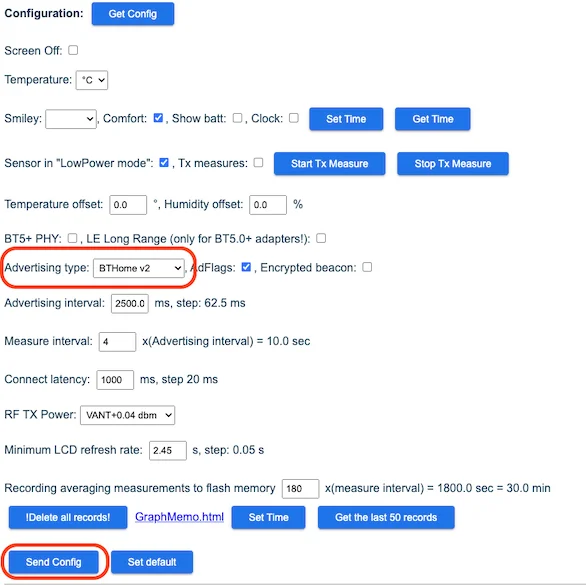 Configuration: Get Config
Screen Off:
Temperature: °C
Smiley: , Comfort: , Show batt: , Clock: Set Time Get Time
Sensor in "LowPower mode": , Tx measures: Start Tx Measure Stop Tx Measure
Temperature offset: 0.0 °, Humidity offset: 0.0 %
BT5+ PHY: , LE Long Range (only for BT5.0+ adapters!):
Advertising type: BTHome v2 , AdFlags: , Encrypted beacon:
Advertising interval: 2500.0 ms, step: 62.5 ms
Measure interval: 4 x(Advertising interval) = 10.0 sec
Connect latency: 1000 ms, step 20 ms
RF TX Power: VANT+0.04 dbm
Minimum LCD refresh rate: 2.45 s, step: 0.05 s
Recording averaging measurements to flash memory 180 x(measure interval) = 1800.0 sec = 30.0 min
!Delete all records! GraphMemo.html Set Time Get the last 50 records
Send Config Set default